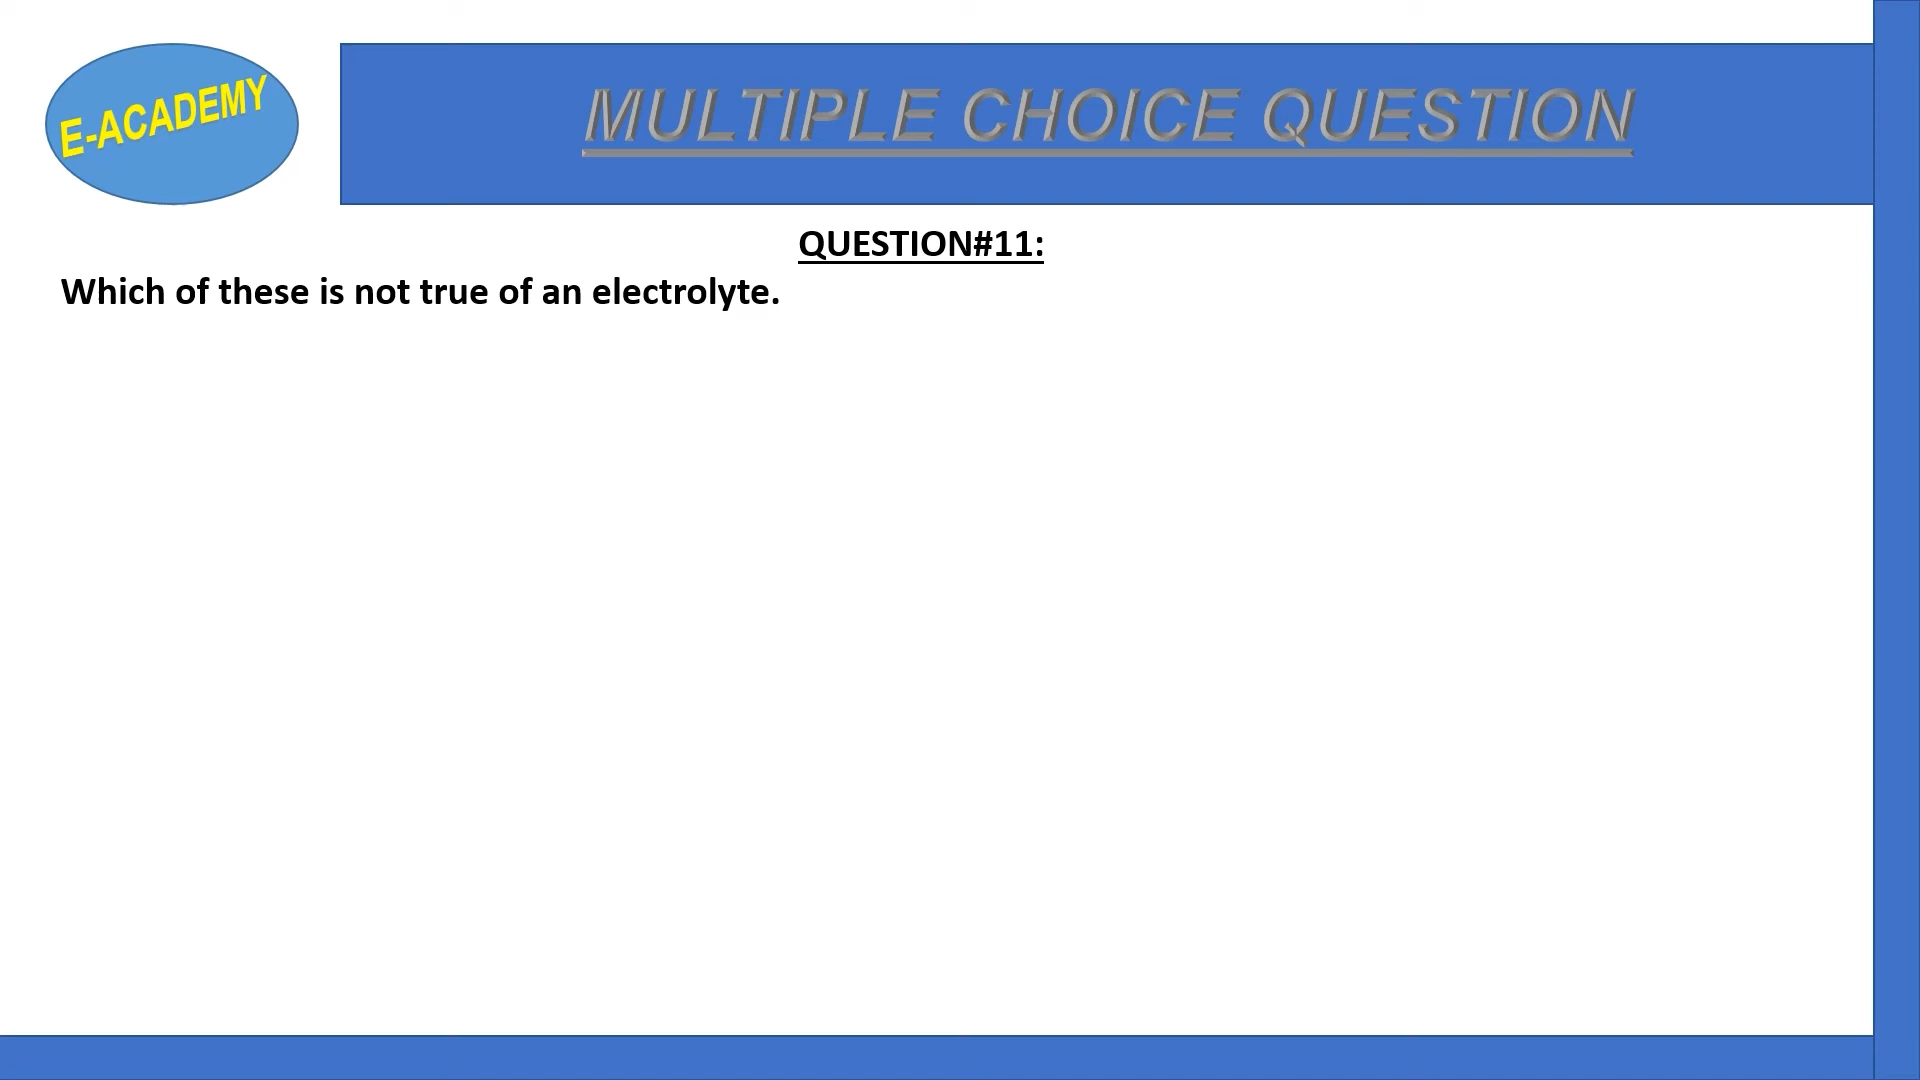 E-ACADEMY
MULTIPLE CHOICE QUESTION
QUESTION#11:
Which of these is not true of an electrolyte.